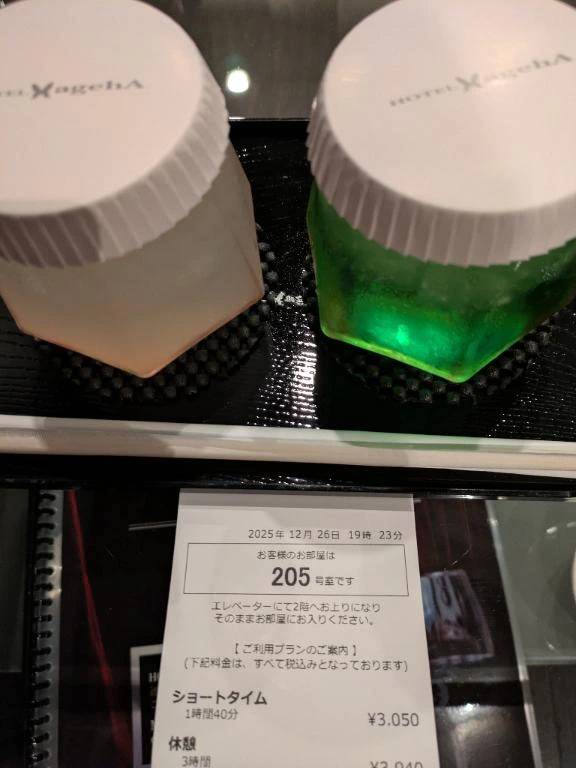 HOTEL agehA
HOTEL agehA
2025年 12月 26日 19時 23分
お客様のお部屋は
205 号室です
エレベーターにて2階へお上りになり
そのままお部屋にお入りください。
【 ご利用プランのご案内 】
(下記料金は、すべて税込みとなっております)
ショートタイム
1時間40分 ¥3,050
休憩
3時間